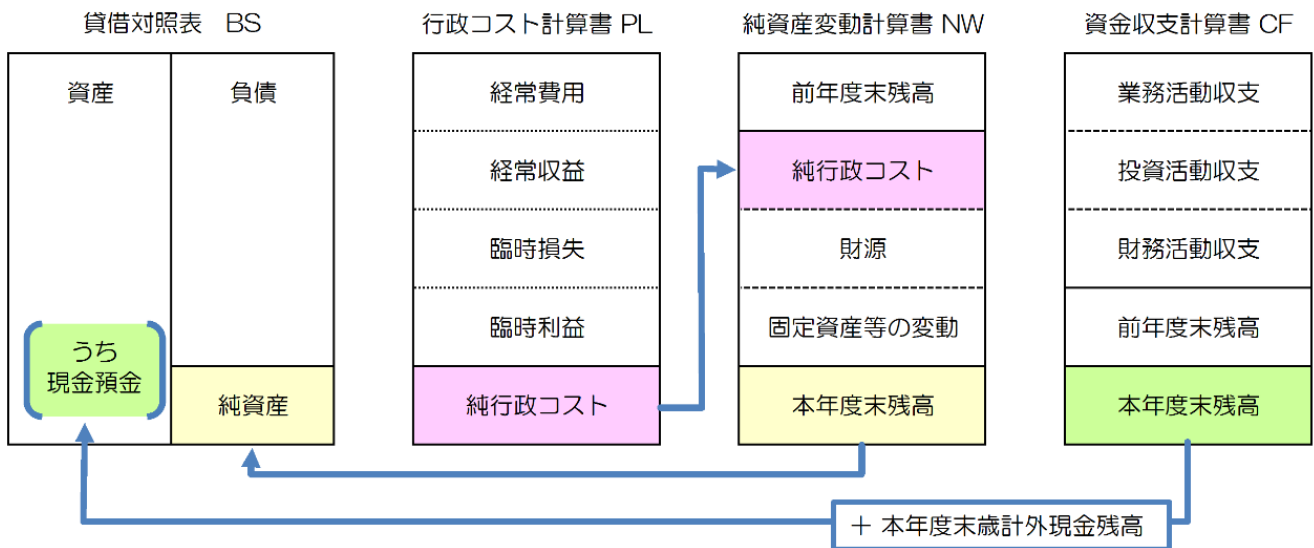 貸借対照表　BS
資産
負債
うち
現金預金
純資産
行政コスト計算書 PL
経常費用
経常収益
臨時損失
臨時利益
純行政コスト
純資産変動計算書 NW
前年度末残高
純行政コスト
財源
固定資産等の変動
本年度末残高
資金収支計算書 CF
業務活動収支
投資活動収支
財務活動収支
前年度末残高
本年度末残高
＋ 本年度末歳計外現金残高